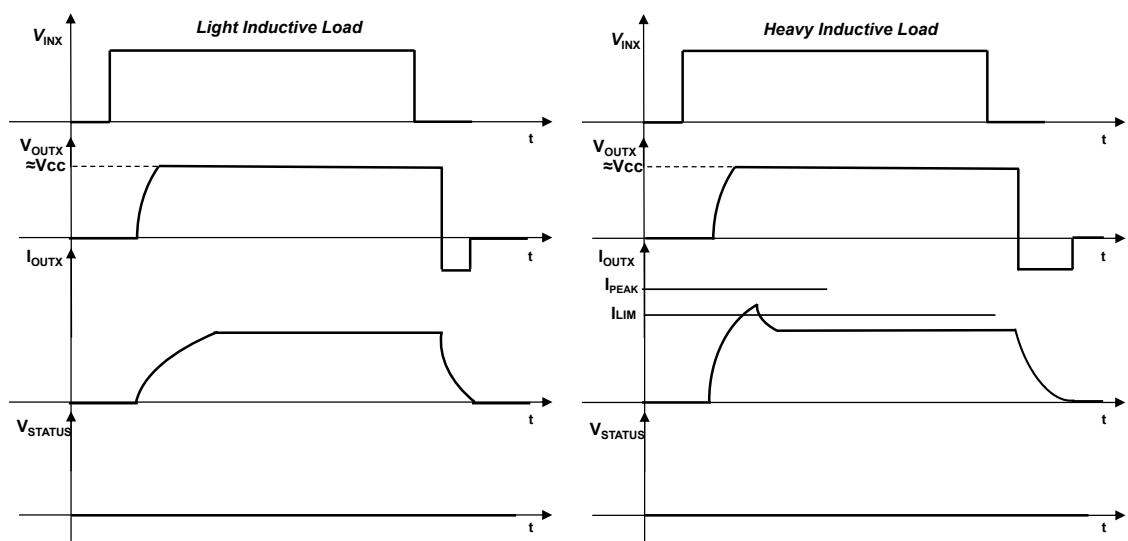 Light Inductive Load
VINX
t
VOUTX
≈Vcc
t
IOUTX
t
VSTATUS
t
Heavy Inductive Load
VINX
t
VOUTX
≈Vcc
t
IOUTX
IPEAK
ILIM
t
VSTATUS
t